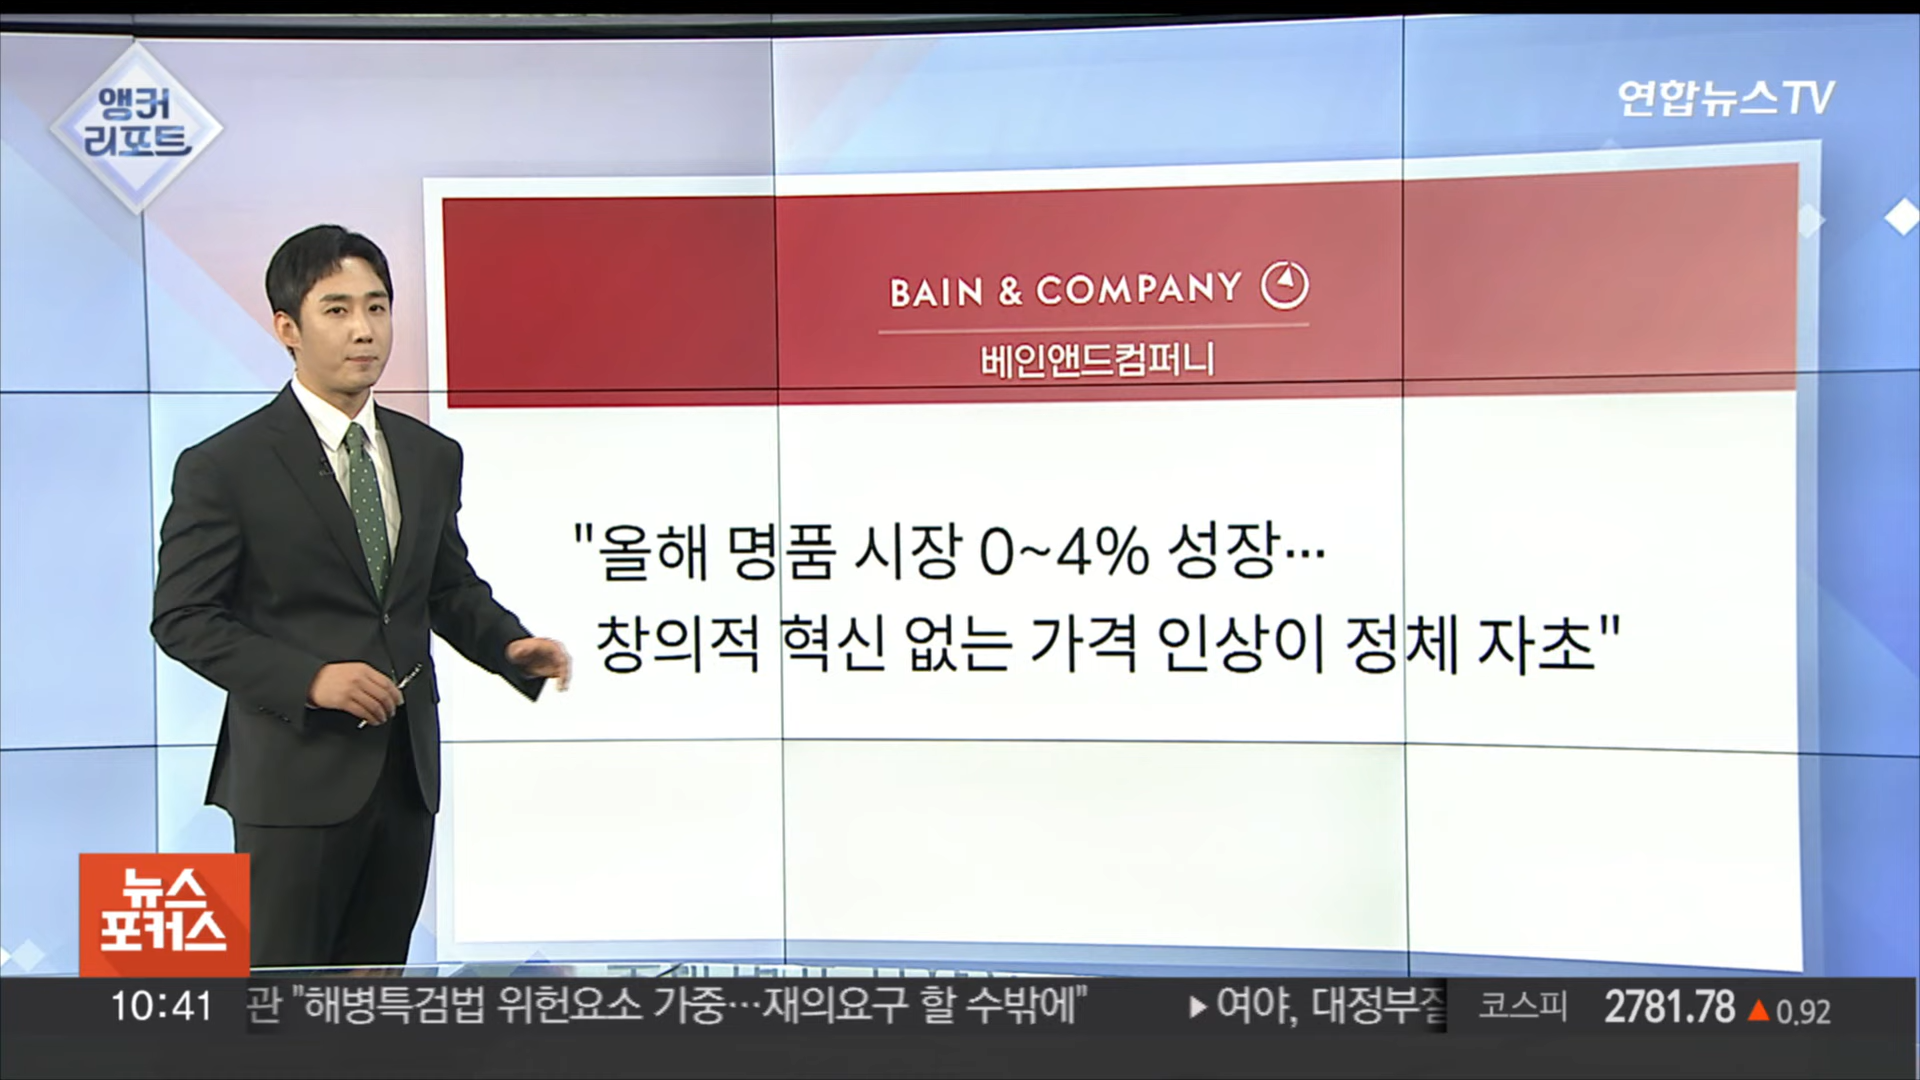 앵커
리포트
연합뉴스TV
BAIN & COMPANY
베인앤드컴퍼니
"올해 명품 시장 0~4% 성장…
창의적 혁신 없는 가격 인상이 정체 자초"
뉴스
포커스
10:41 관 "해병특검법 위헌요소 가중…재의요구 할 수밖에" ▶여야, 대정부질 코스피 2781.78 ▲0.92